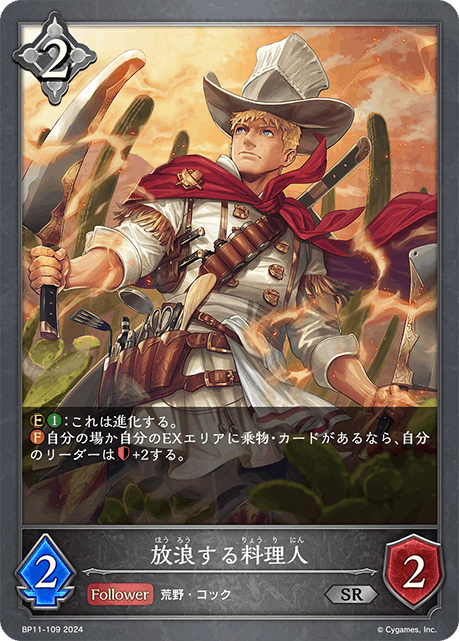 2
E 1:これは進化する。
F 自分の場か自分のEXエリアに乗物・カードがあるなら、自分
のリーダーは+2する。
ほうろう りょうりにん
放浪する料理人
2 Follower 荒野・コック SR 2
BP11-109 2024 © Cygames, Inc.